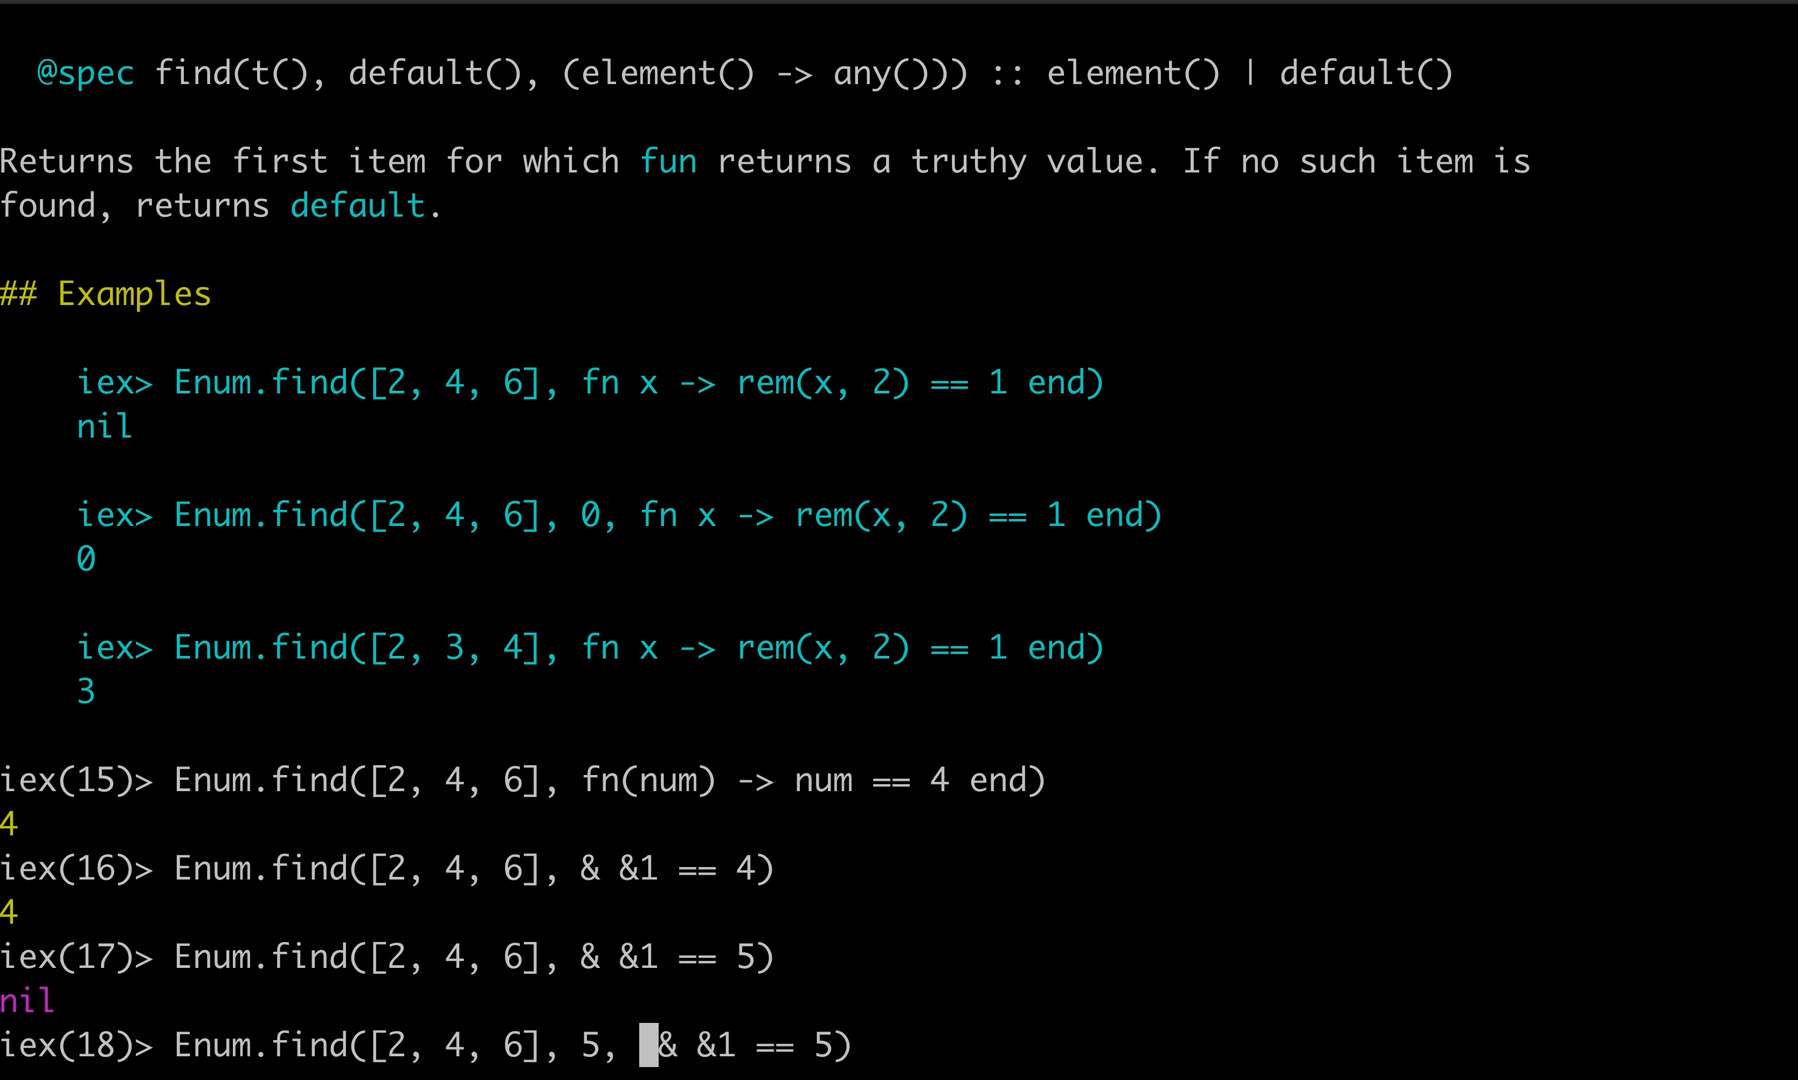 @spec find(t(), default(), (element() -> any())) :: element() | default()
Returns the first item for which fun returns a truthy value. If no such item is
found, returns default.
## Examples
iex> Enum.find([2, 4, 6], fn x -> rem(x, 2) == 1 end)
nil
iex> Enum.find([2, 4, 6], 0, fn x -> rem(x, 2) == 1 end)
0
iex> Enum.find([2, 3, 4], fn x -> rem(x, 2) == 1 end)
3
iex(15)> Enum.find([2, 4, 6], fn(num) -> num == 4 end)
4
iex(16)> Enum.find([2, 4, 6], & &1 == 4)
4
iex(17)> Enum.find([2, 4, 6], & &1 == 5)
nil
iex(18)> Enum.find([2, 4, 6], 5, & &1 == 5)